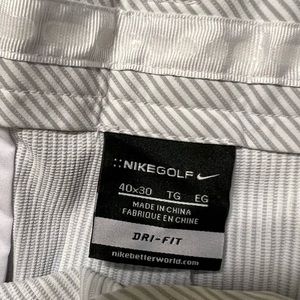 ::NIKEGOLF
40x30 TG EG
MADE IN CHINA
FABRIQUE EN CHINE
DRI-FIT
nikebetterworld.com